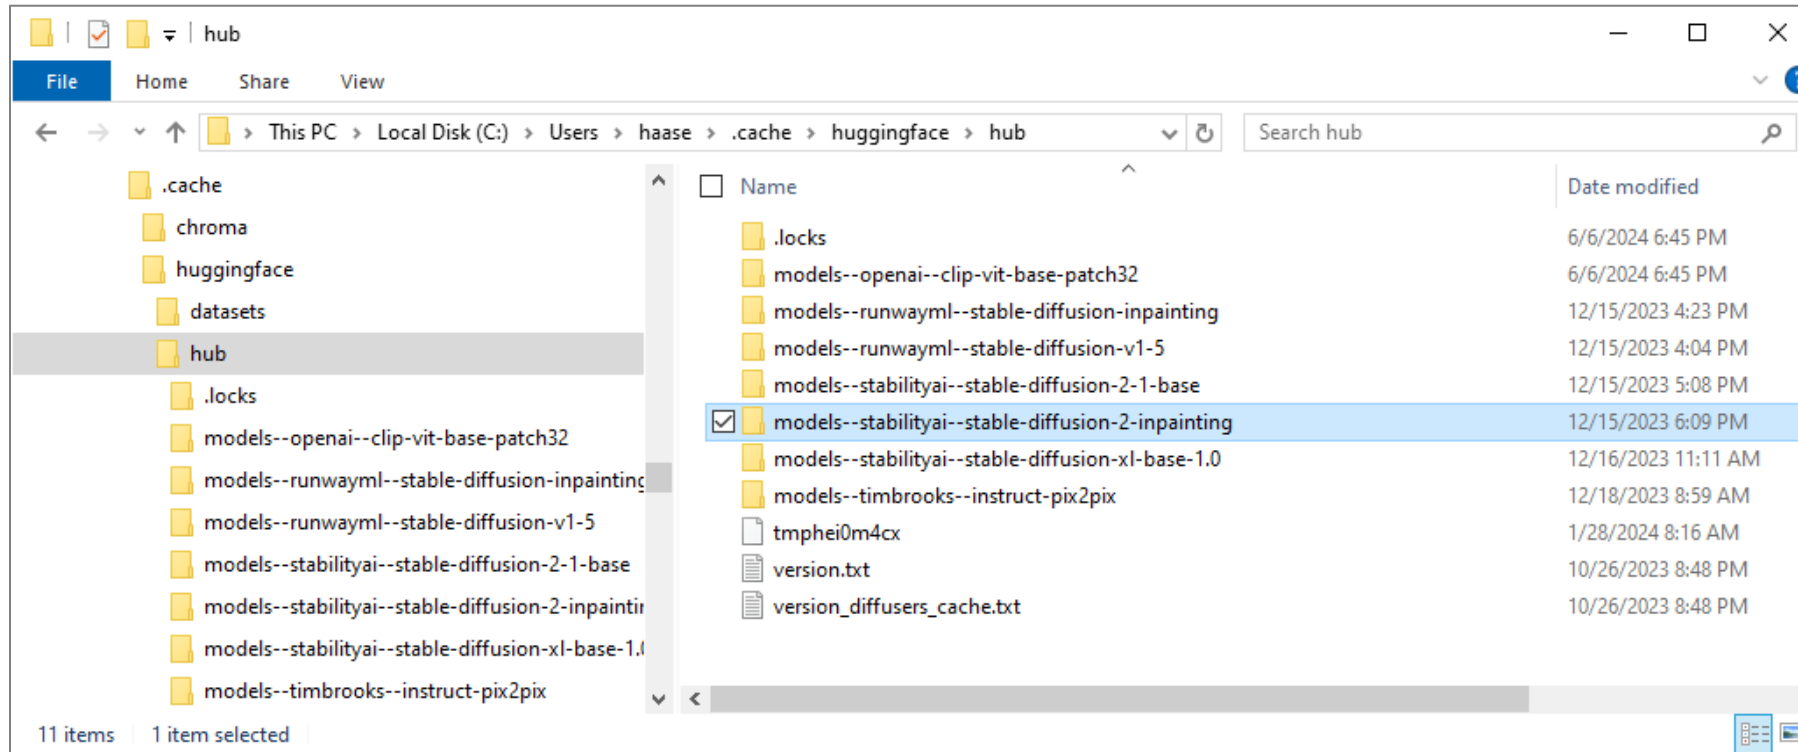 hub
File Home Share View
This PC > Local Disk (C:) > Users > haase > .cache > huggingface > hub
Search hub
.cache
chroma
huggingface
datasets
hub
.locks
models--openai--clip-vit-base-patch32
models--runwayml--stable-diffusion-inpainting
models--runwayml--stable-diffusion-v1-5
models--stabilityai--stable-diffusion-2-1-base
models--stabilityai--stable-diffusion-2-inpaintin
models--stabilityai--stable-diffusion-xl-base-1.0
models--timbrooks--instruct-pix2pix
Name Date modified
.locks 6/6/2024 6:45 PM
models--openai--clip-vit-base-patch32 6/6/2024 6:45 PM
models--runwayml--stable-diffusion-inpainting 12/15/2023 4:23 PM
models--runwayml--stable-diffusion-v1-5 12/15/2023 4:04 PM
models--stabilityai--stable-diffusion-2-1-base 12/15/2023 5:08 PM
models--stabilityai--stable-diffusion-2-inpainting 12/15/2023 6:09 PM
models--stabilityai--stable-diffusion-xl-base-1.0 12/16/2023 11:11 AM
models--timbrooks--instruct-pix2pix 12/18/2023 8:59 AM
tmphei0m4cx 1/28/2024 8:16 AM
version.txt 10/26/2023 8:48 PM
version_diffusers_cache.txt 10/26/2023 8:48 PM
11 items 1 item selected